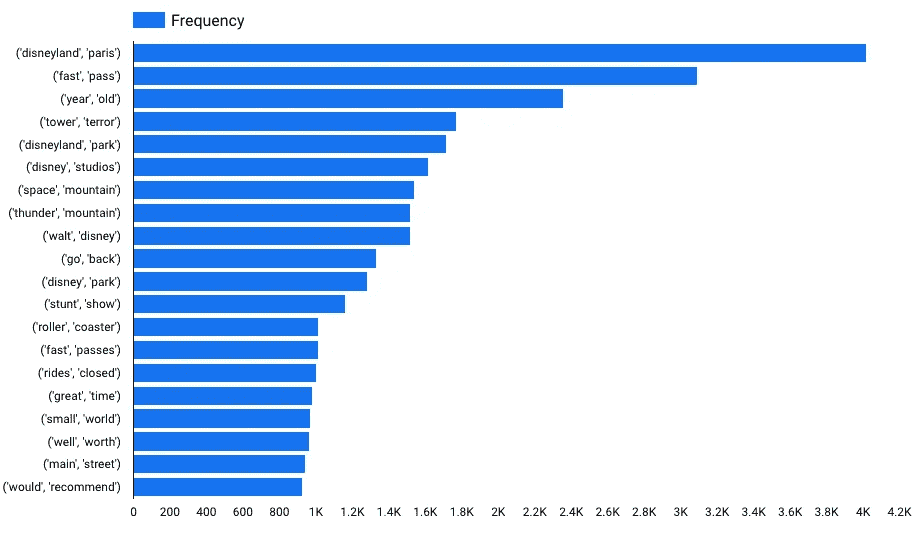 Frequency
('disneyland', 'paris')
('fast', 'pass')
('year', 'old')
('tower', 'terror')
('disneyland', 'park')
('disney', 'studios')
('space', 'mountain')
('thunder', 'mountain')
('walt', 'disney')
('go', 'back')
('disney', 'park')
('stunt', 'show')
('roller', 'coaster')
('fast', 'passes')
('rides', 'closed')
('great', 'time')
('small', 'world')
('well', 'worth')
('main', 'street')
('would', 'recommend')
0 200 400 600 800 1K 1.2K 1.4K 1.6K 1.8K 2K 2.2K 2.4K 2.6K 2.8K 3K 3.2K 3.4K 3.6K 3.8K 4K 4.2K